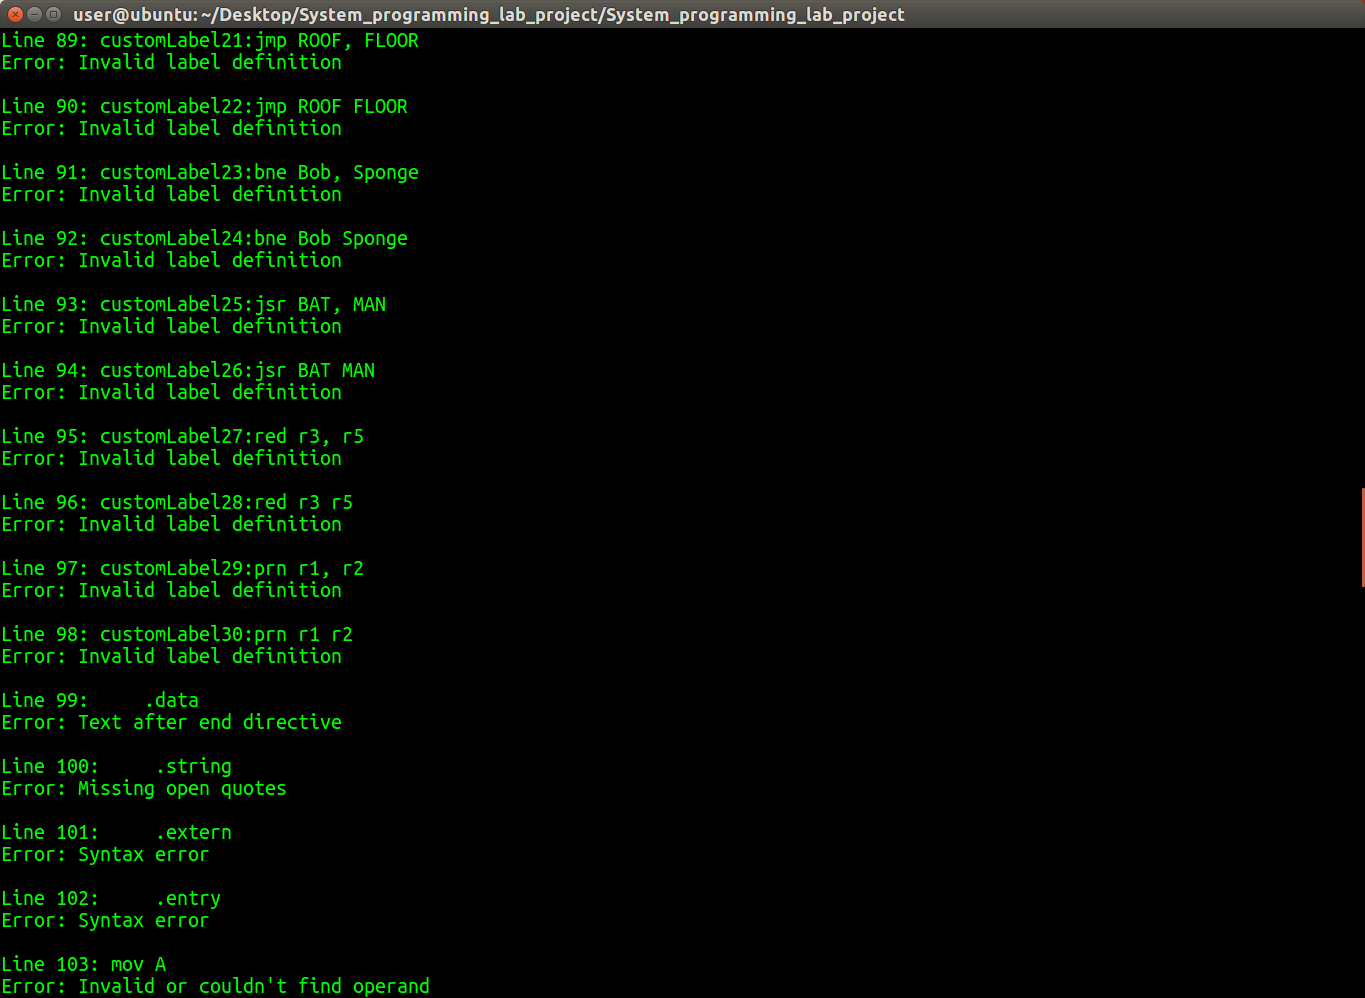 user@ubuntu: ~/Desktop/System_programming_lab_project/System_programming_lab_project
Line 89: customLabel21:jmp ROOF, FLOOR
Error: Invalid label definition
Line 90: customLabel22:jmp ROOF FLOOR
Error: Invalid label definition
Line 91: customLabel23:bne Bob, Sponge
Error: Invalid label definition
Line 92: customLabel24:bne Bob Sponge
Error: Invalid label definition
Line 93: customLabel25:jsr BAT, MAN
Error: Invalid label definition
Line 94: customLabel26:jsr BAT MAN
Error: Invalid label definition
Line 95: customLabel27:red r3, r5
Error: Invalid label definition
Line 96: customLabel28:red r3 r5
Error: Invalid label definition
Line 97: customLabel29:prn r1, r2
Error: Invalid label definition
Line 98: customLabel30:prn r1 r2
Error: Invalid label definition
Line 99:     .data
Error: Text after end directive
Line 100:     .string
Error: Missing open quotes
Line 101:     .extern
Error: Syntax error
Line 102:     .entry
Error: Syntax error
Line 103: mov A
Error: Invalid or couldn't find operand